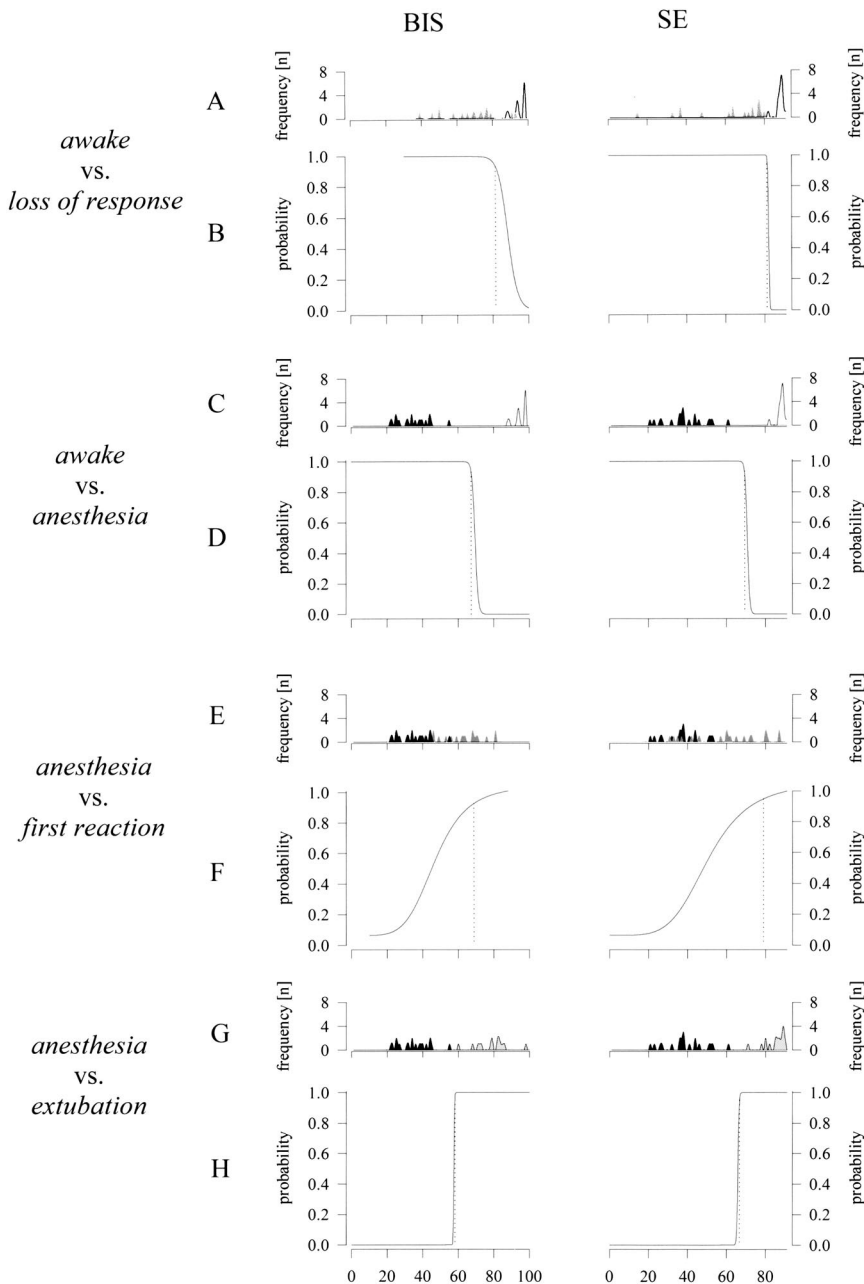 BIS
SE
A
frequency [n]
8
4
0
frequency [n]
8
4
0
awake
vs.
loss of response
B
probability
1.0
0.8
0.6
0.4
0.2
0.0
probability
1.0
0.8
0.6
0.4
0.2
0.0
C
frequency [n]
8
4
0
frequency [n]
8
4
0
awake
vs.
anesthesia
D
probability
1.0
0.8
0.6
0.4
0.2
0.0
probability
1.0
0.8
0.6
0.4
0.2
0.0
E
frequency [n]
8
4
0
frequency [n]
8
4
0
anesthesia
vs.
first reaction
F
probability
1.0
0.8
0.6
0.4
0.2
0.0
probability
1.0
0.8
0.6
0.4
0.2
0.0
G
frequency [n]
8
4
0
frequency [n]
8
4
0
anesthesia
vs.
extubation
H
probability
1.0
0.8
0.6
0.4
0.2
0.0
probability
1.0
0.8
0.6
0.4
0.2
0.0
0 20 40 60 80 100
0 20 40 60 80